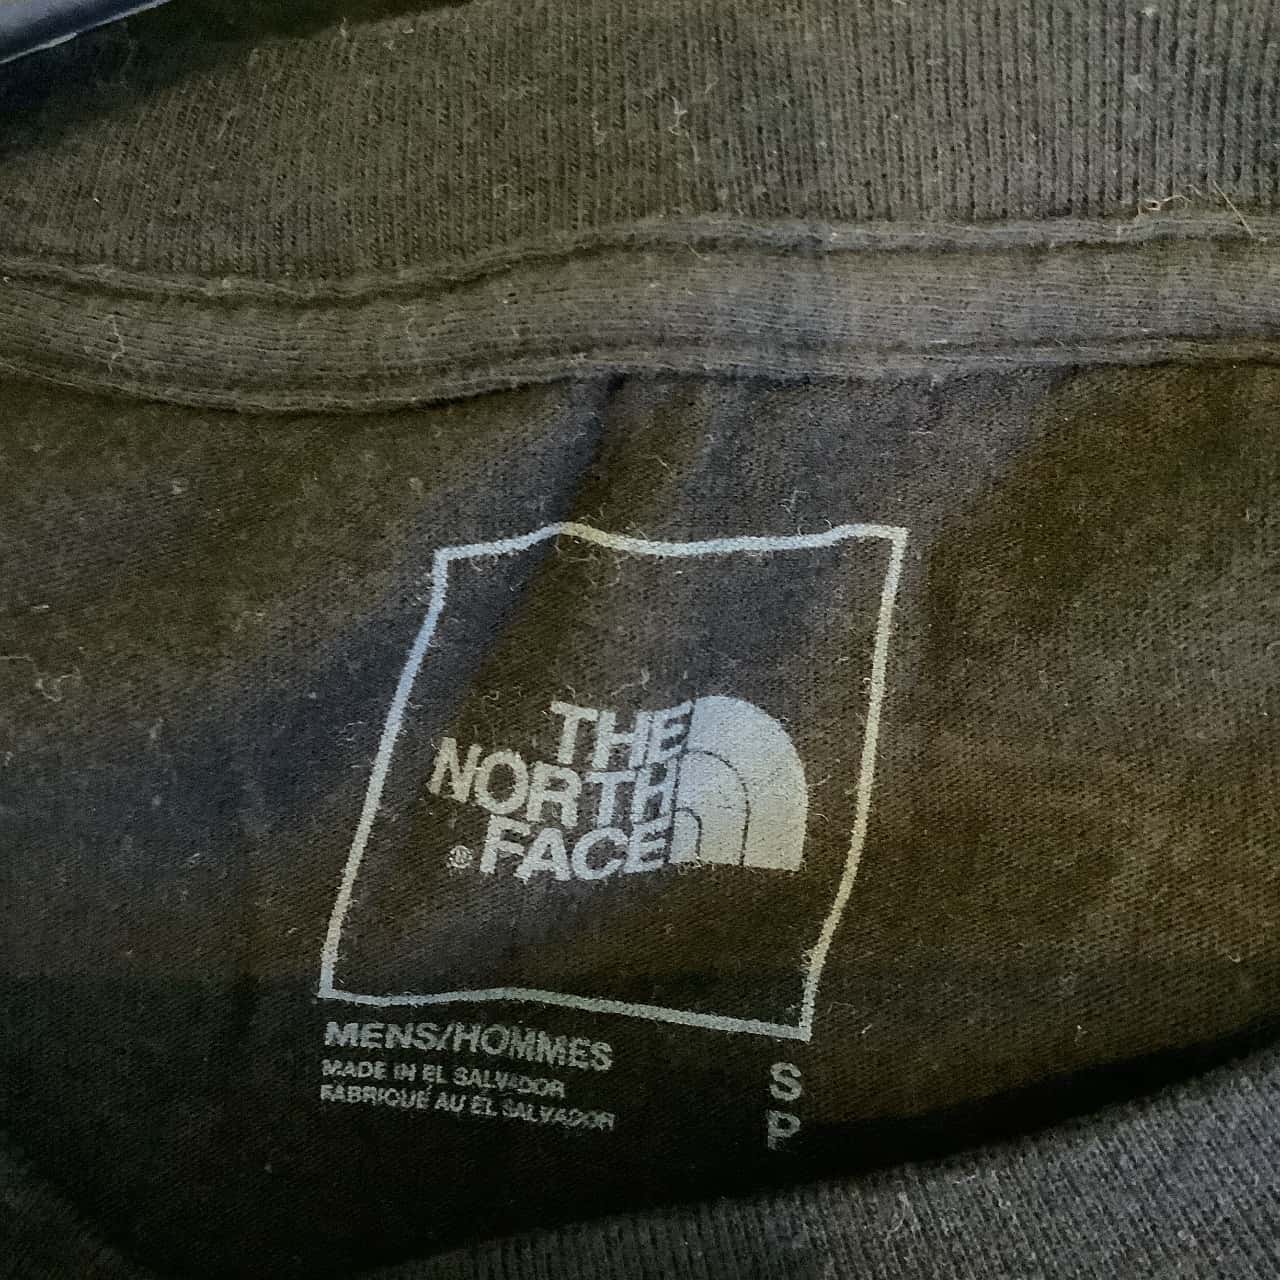 THE
NORTH
FACE
®
MENS/HOMMES
MADE IN EL SALVADOR
FABRIQUÉ AU EL SALVADOR
S
P